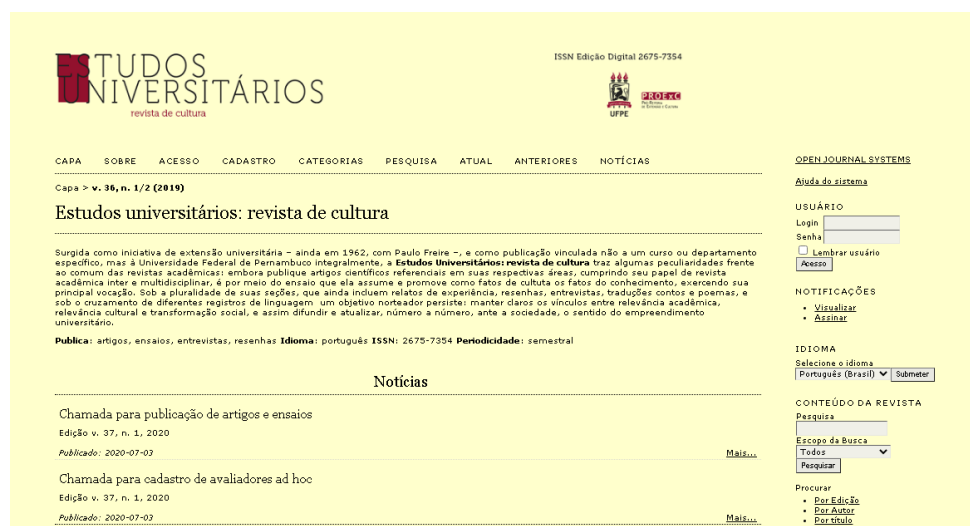 ESTUDOS
UNIVERSITÁRIOS
revista de cultura
ISSN Edição Digital 2675-7354
UFPE
PROExC
CAPA SOBRE ACESSO CADASTRO CATEGORIAS PESQUISA ATUAL ANTERIORES NOTÍCIAS
Capa > v. 36, n. 1/2 (2019)
Estudos universitários: revista de cultura
Surgida como iniciativa de extensão universitária – ainda em 1962, com Paulo Freire –, e como publicação vinculada não a um curso ou departamento
específico, mas à Universidade Federal de Pernambuco integralmente, a Estudos Universitários: revista de cultura traz algumas peculiaridades frente
ao comum das revistas acadêmicas: embora publique artigos científicos referenciais em suas respectivas áreas, cumprindo seu papel de revista
acadêmica inter e multidisciplinar, é por meio do ensaio que ela assume e promove como fatos de cultuta os fatos do conhecimento, exercendo sua
principal vocação. Sob a pluralidade de suas seções, que ainda incluem relatos de experiência, resenhas, entrevistas, traduções contos e poemas, e
sob o cruzamento de diferentes registros de linguagem um objetivo norteador persiste: manter claros os vínculos entre relevância acadêmica,
relevância cultural e transformação social, e assim difundir e atualizar, número a número, ante a sociedade, o sentido do empreendimento
universitário.
Publica: artigos, ensaios, entrevistas, resenhas Idioma: português ISSN: 2675-7354 Periodicidade: semestral
Notícias
Chamada para publicação de artigos e ensaios
Edição v. 37, n. 1, 2020
Publicado: 2020-07-03 Mais...
Chamada para cadastro de avaliadores ad hoc
Edição v. 37, n. 1, 2020
Publicado: 2020-07-03 Mais...
OPEN JOURNAL SYSTEMS
Ajuda do sistema
USUÁRIO
Login
Senha
Lembrar usuário
Acesso
NOTIFICAÇÕES
Visualizar
Assinar
IDIOMA
Selecione o idioma
Português (Brasil) Submeter
CONTEÚDO DA REVISTA
Pesquisa
Escopo da Busca
Todos
Pesquisar
Procurar
Por Edição
Por Autor
Por título